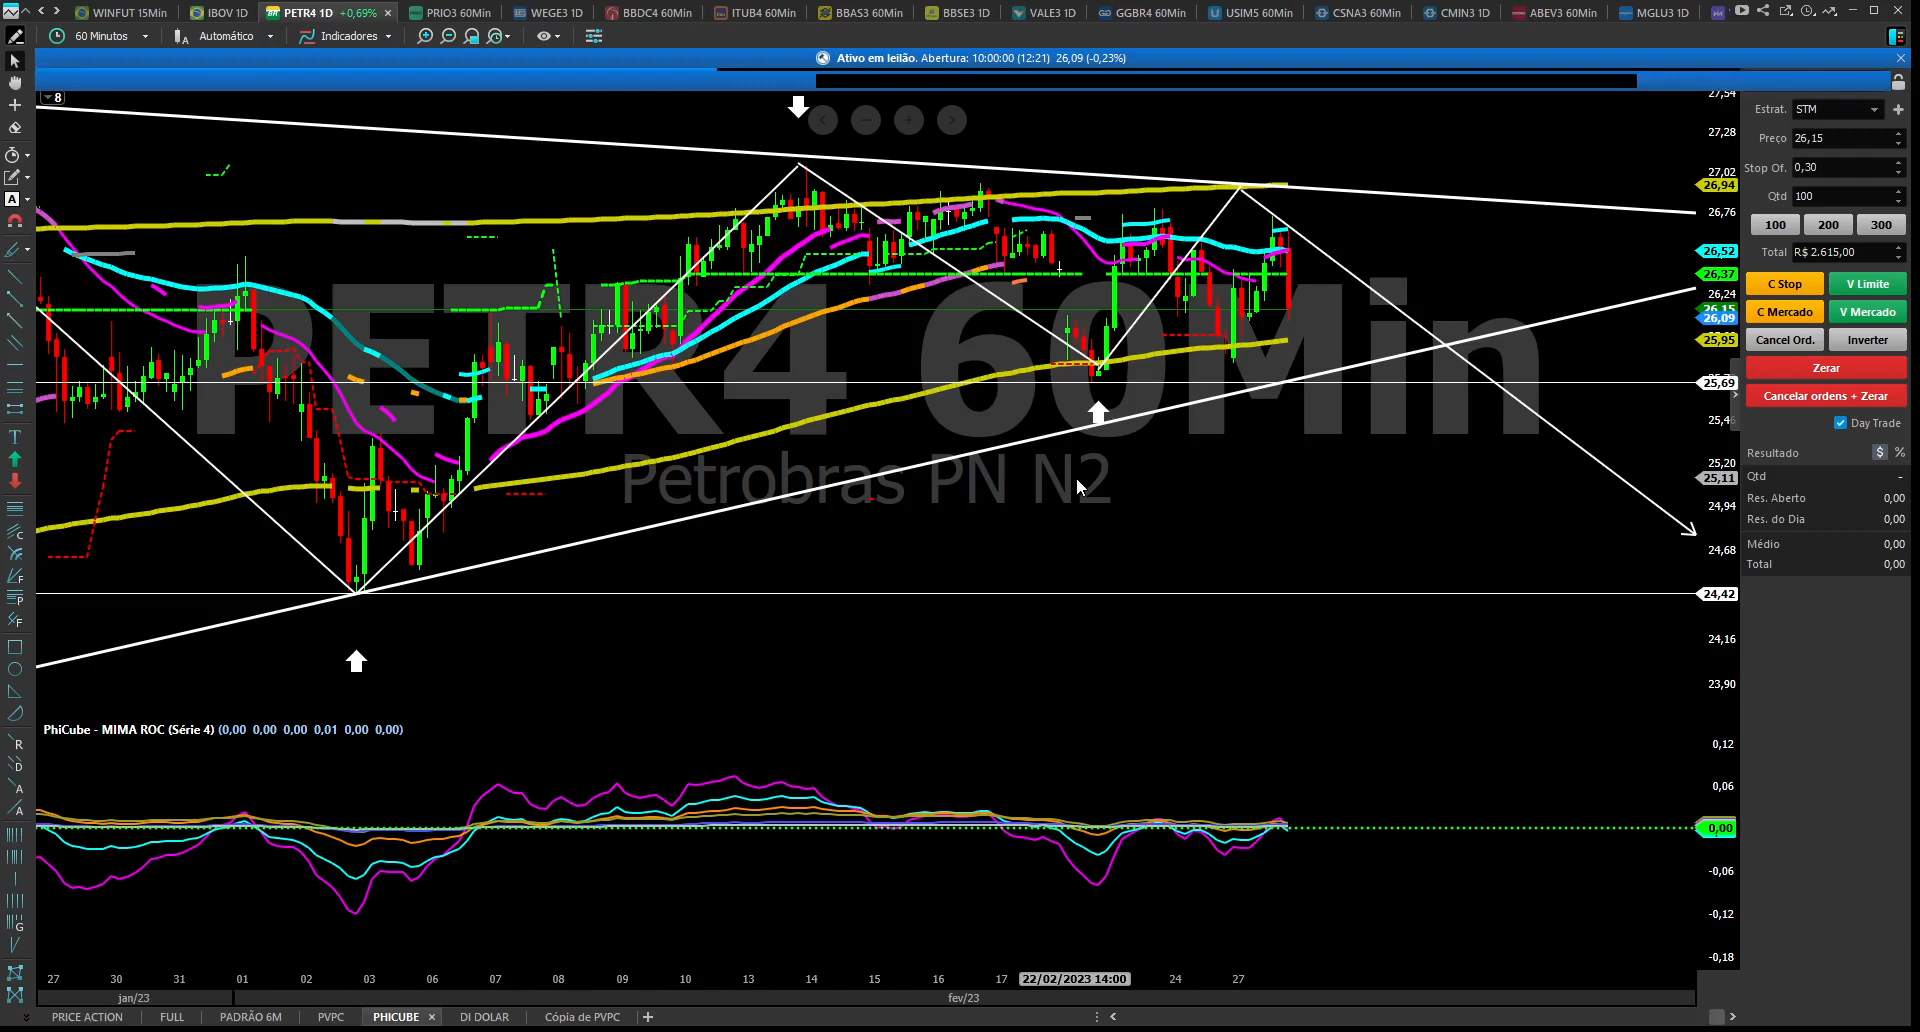 WINFUT 15Min IBOV 1D PETR4 1D +0,69% PRIO3 60Min WEGE3 1D BBDC4 60Min ITUB4 60Min BBAS3 60Min BBSE3 1D VALE3 1D GGBR4 60Min USIM5 60Min CSNA3 60Min CMIN3 1D ABEV3 60Min MGLU3 1D
60 Minutos Automático Indicadores
Ativo em leilão. Abertura: 10:00:00 (12:21) 26,09 (-0,23%)
8
PETR4 60Min
Petrobras PN N2
27,54
27,28
27,02
26,94
26,76
26,52
26,37
26,24
26,15
26,09
25,95
25,69
25,46
25,20
25,11
24,94
24,68
24,42
24,16
23,90
Estrat. STM
Preço 26,15
Stop Of. 0,30
Qtd 100
100 200 300
Total R$ 2.615,00
C Stop V Limite
C Mercado V Mercado
Cancel Ord. Inverter
Zerar
Cancelar ordens + Zerar
Day Trade
Resultado $ %
Qtd -
Res. Aberto 0,00
Res. do Dia 0,00
Médio 0,00
Total 0,00
PhiCube - MIMA ROC (Série 4) (0,00 0,00 0,00 0,01 0,00 0,00)
0,12
0,06
0,00
-0,06
-0,12
-0,18
27 30 31 01 02 03 06 07 08 09 10 13 14 15 16 17 22/02/2023 14:00 24 27
jan/23 fev/23
PRICE ACTION FULL PADRÃO 6M PVPC PHICUBE DI DOLAR Cópia de PVPC